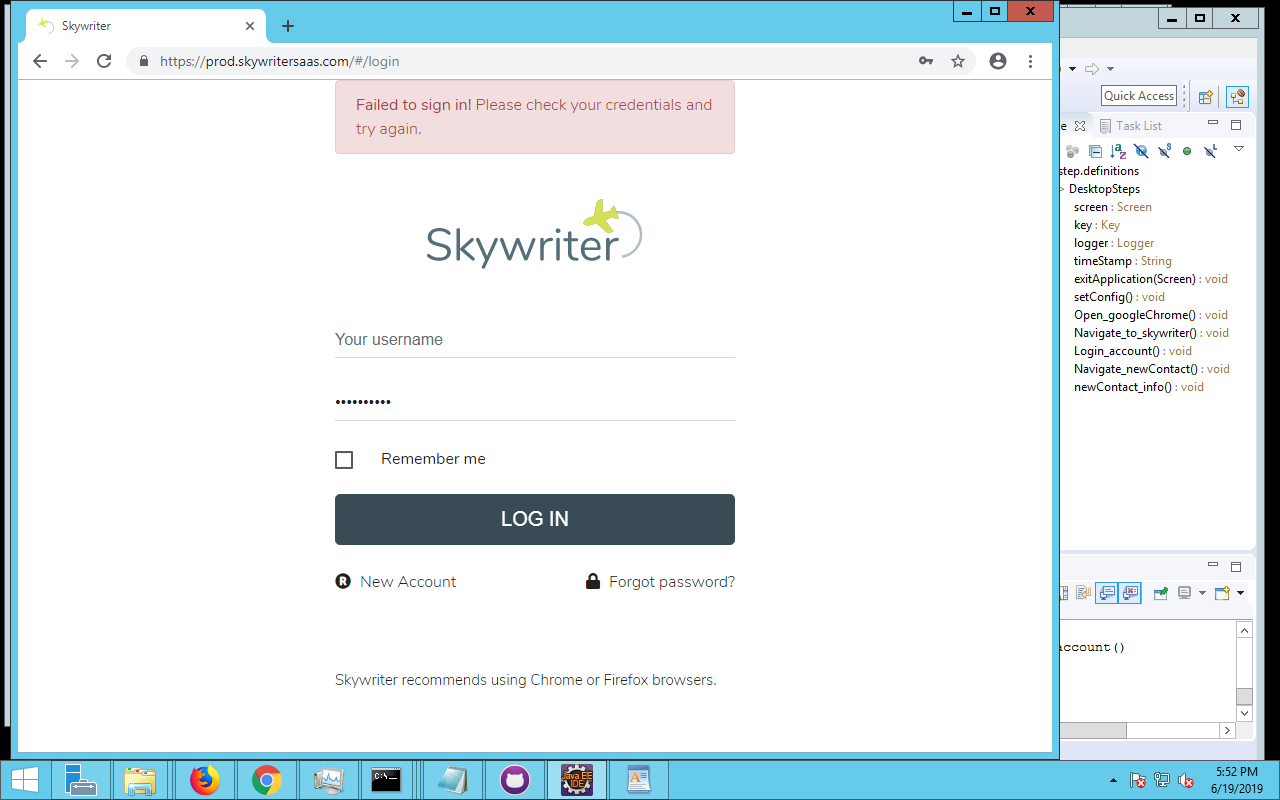 Skywriter
https://prod.skywritersaas.com/#/login
Failed to sign in! Please check your credentials and
try again.
Skywriter
Your username
Remember me
LOG IN
R New Account
Forgot password?
Skywriter recommends using Chrome or Firefox browsers.
Quick Access
e
Task List
step.definitions
DesktopSteps
screen : Screen
key : Key
logger : Logger
timeStamp : String
exitApplication(Screen) : void
setConfig() : void
Open_googleChrome() : void
Navigate_to_skywriter() : void
Login_account() : void
Navigate_newContact() : void
newContact_info() : void
account()
C:\_
Java EE
IDE
5:52 PM
6/19/2019